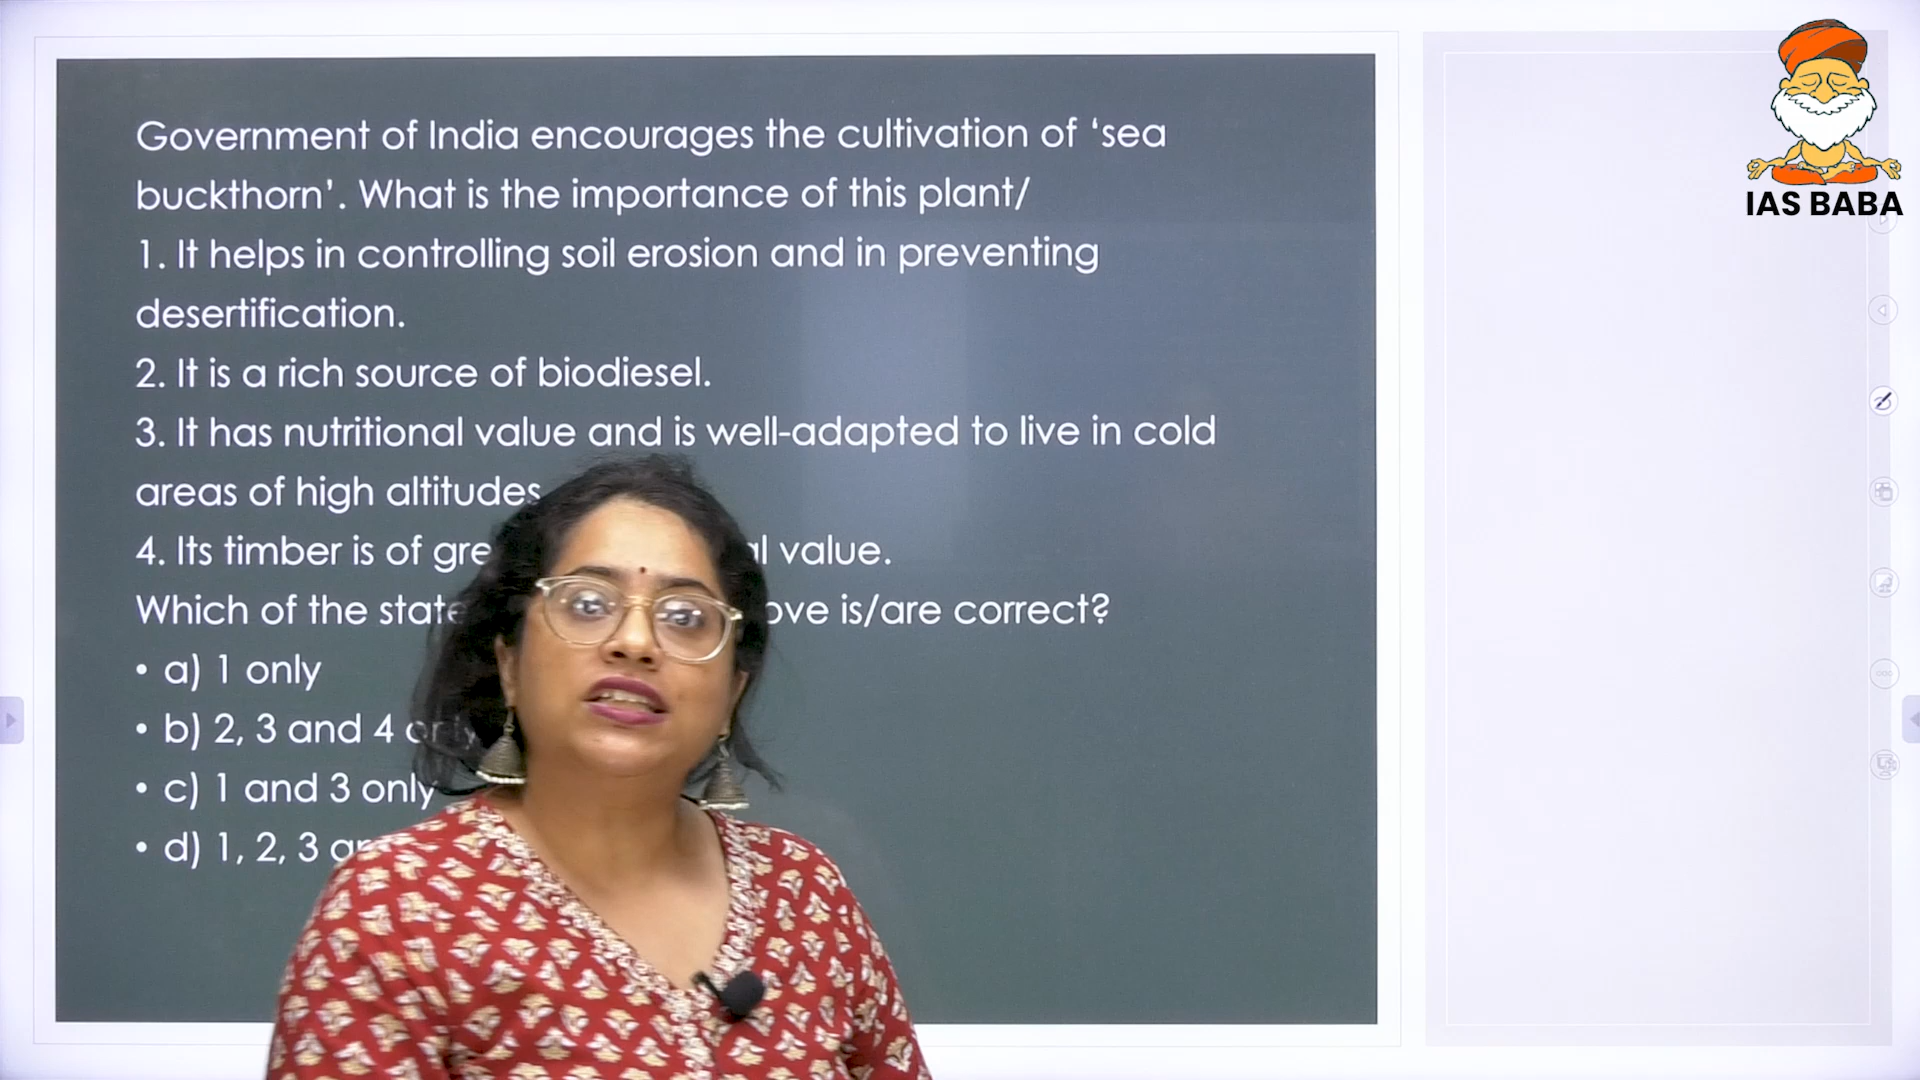 Government of India encourages the cultivation of ‘sea
buckthorn’. What is the importance of this plant/
1. It helps in controlling soil erosion and in preventing
desertification.
2. It is a rich source of biodiesel.
3. It has nutritional value and is well-adapted to live in cold
areas of high altitudes
4. Its timber is of value.
Which of the is/are correct?
• a) 1 only
• b) 2, 3 and 4 only
• c) 1 and 3 only
• d) 1, 2, 3
IAS BABA